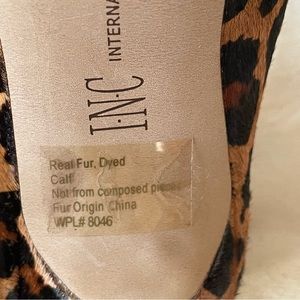 I.N.C
INTERNA
Real Fur, Dyed
Calf
Not from composed pieces
Fur Origin China
WPL# 8046